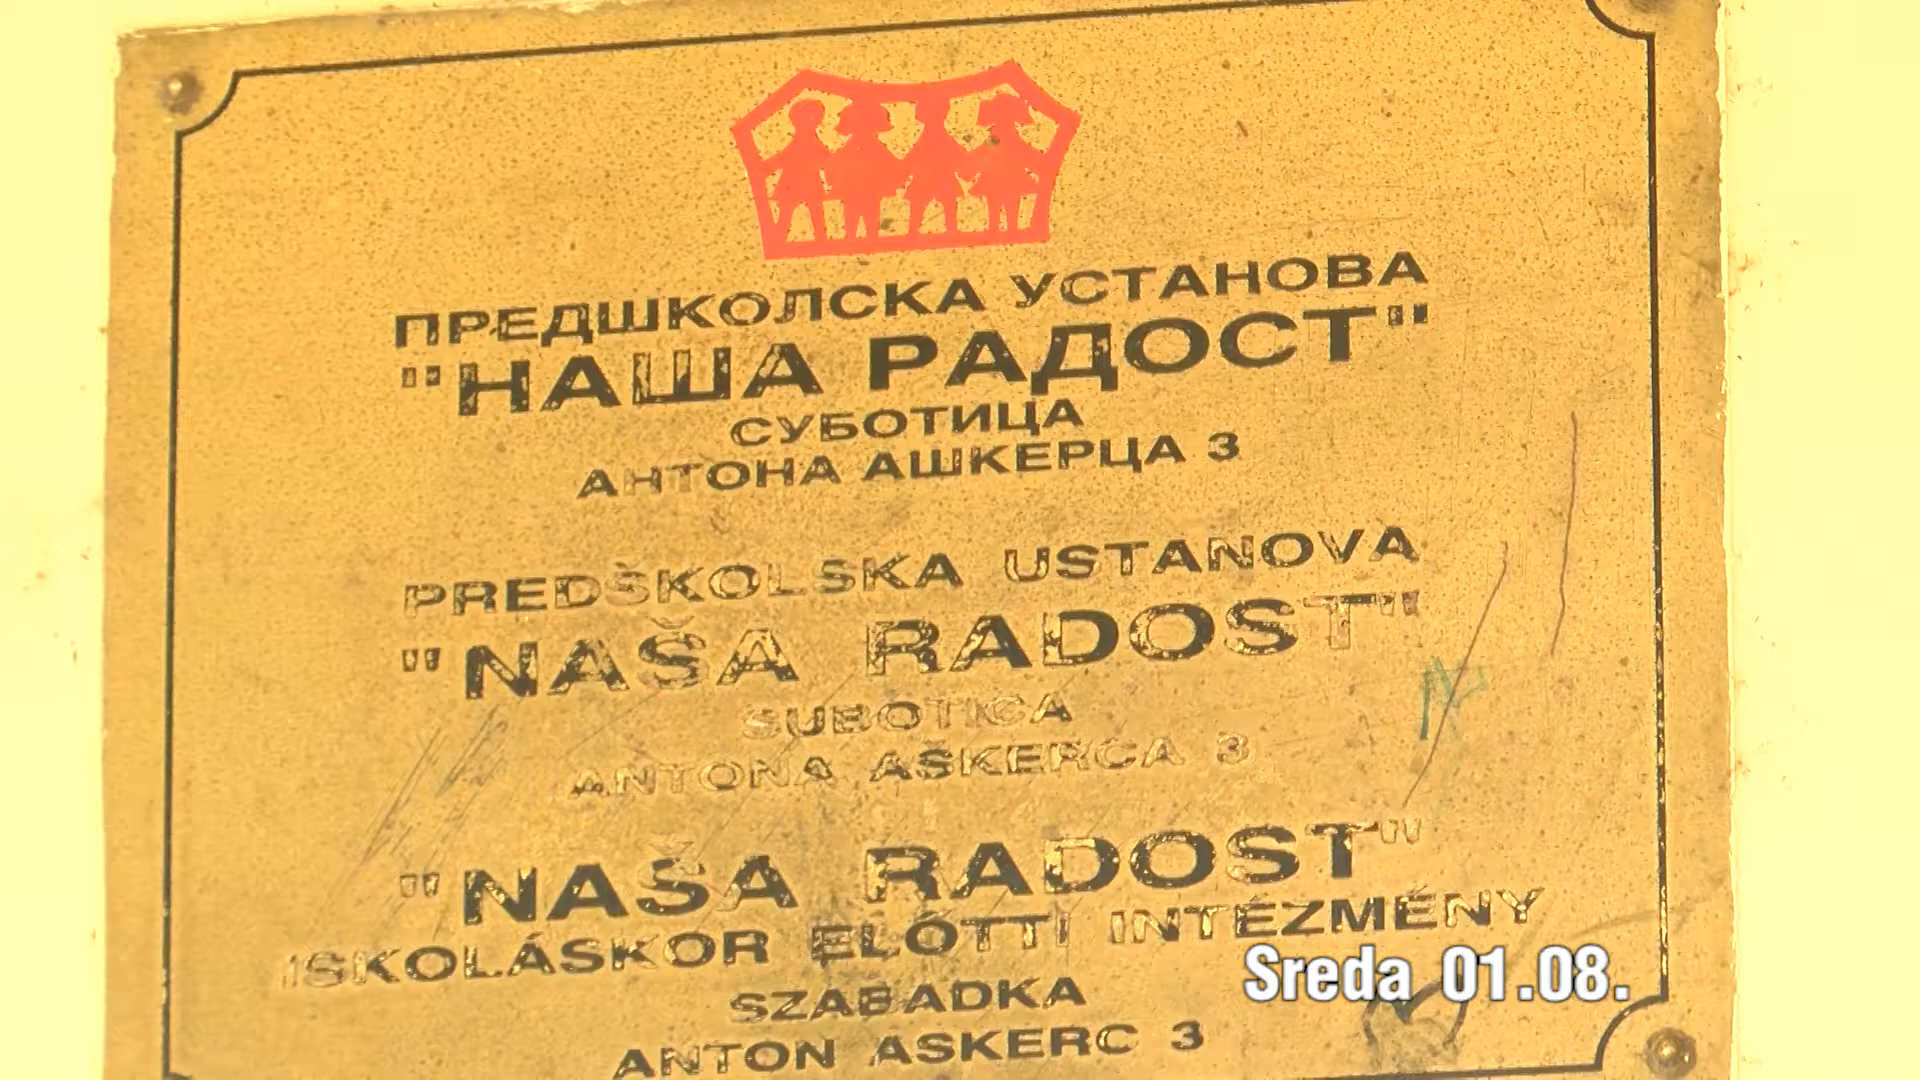 ПРЕДШКОЛСКА УСТАНОВА
"НАША РАДОСТ"
СУБОТИЦА
АНТОНА АШКЕРЦА 3
PREDŠKOLSKA USTANOVA
"NAŠA RADOST"
SUBOTICA
ANTONA AŠKERCA 3
"NAŠA RADOST"
ISKOLÁSKOR ELŐTTI INTÉZMÉNY
SZABADKA
ANTON ASKERC 3
Sreda 01.08.